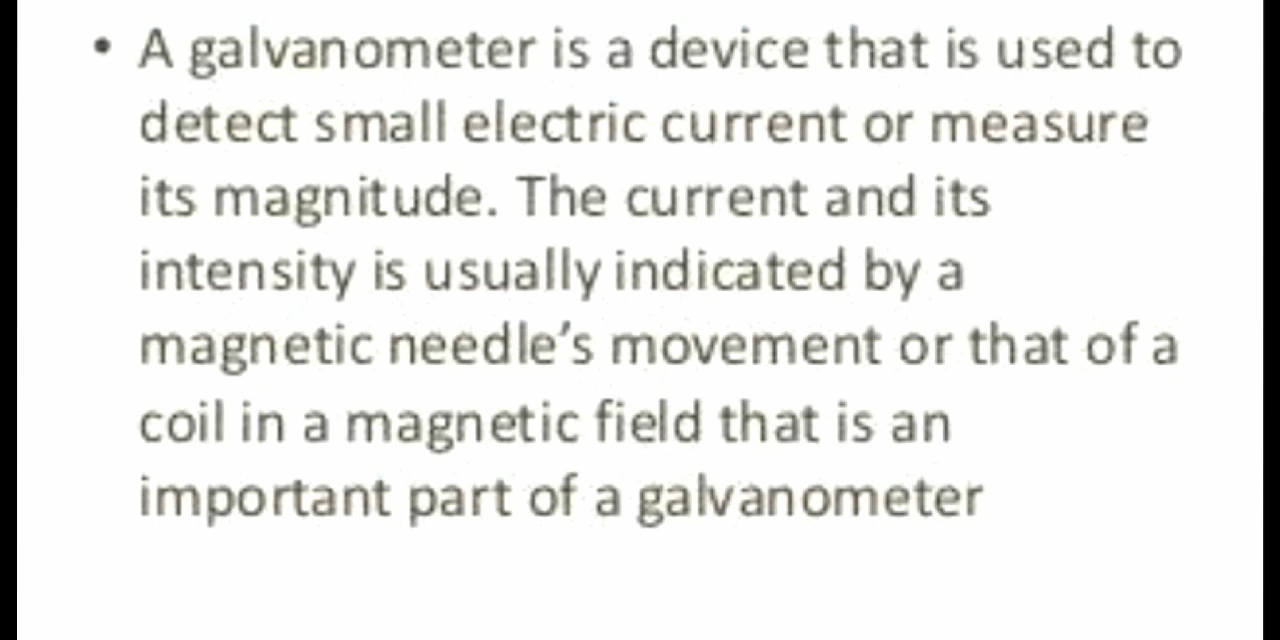 • A galvanometer is a device that is used to
detect small electric current or measure
its magnitude. The current and its
intensity is usually indicated by a
magnetic needle’s movement or that of a
coil in a magnetic field that is an
important part of a galvanometer